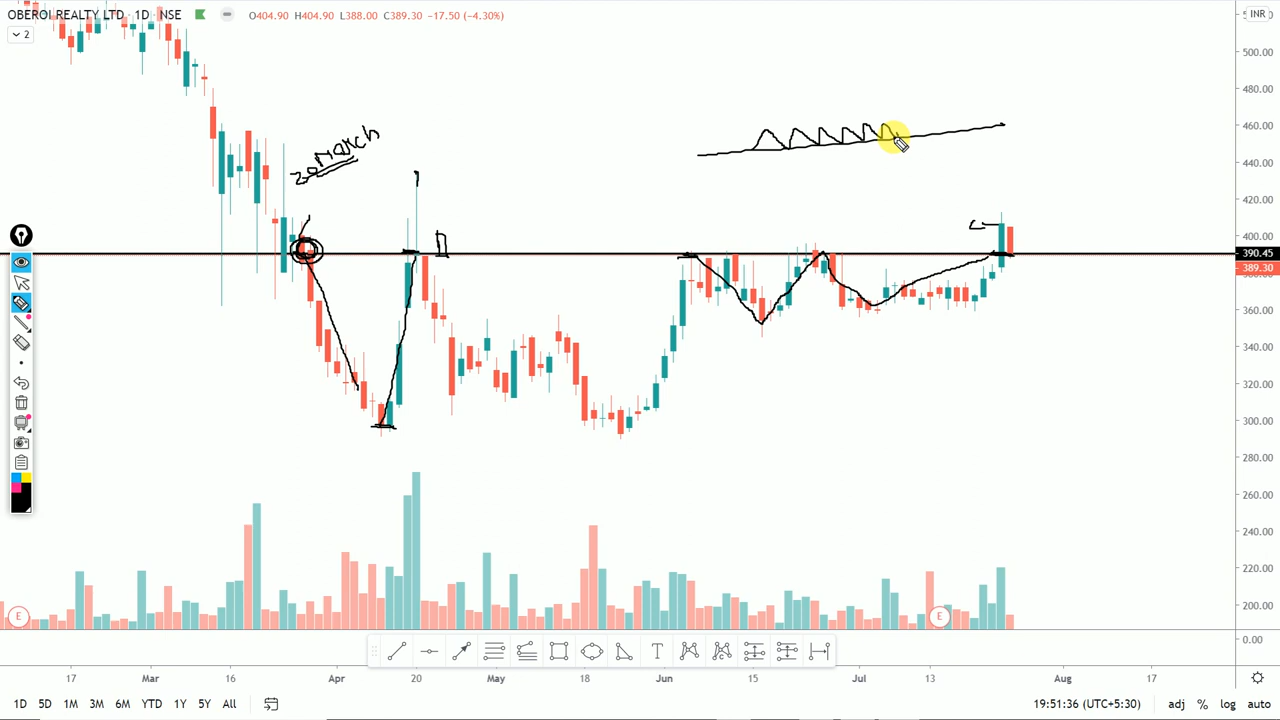 OBEROI REALTY LTD · 1D · NSE
O404.90 H404.90 L388.00 C389.30 -17.50 (-4.30%)
INR
2
500.00
480.00
460.00
440.00
420.00
400.00
390.45
389.30
360.00
340.00
320.00
300.00
280.00
260.00
240.00
220.00
200.00
0.00
20 March
E
E
T
17 Mar 16 Apr 20 May 18 Jun 15 Jul 13 Aug 17
1D 5D 1M 3M 6M YTD 1Y 5Y All
19:51:36 (UTC+5:30) adj % log auto